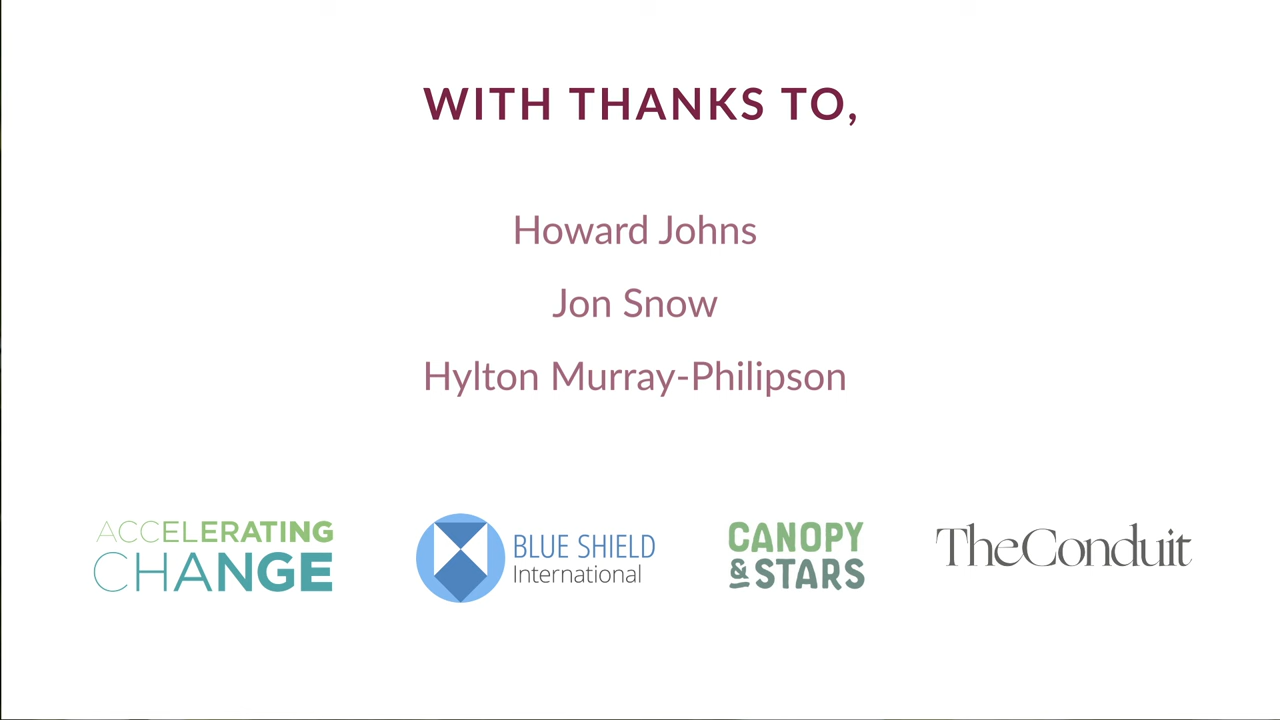 WITH THANKS TO,
Howard Johns
Jon Snow
Hylton Murray-Philipson
ACCELERATING
CHANGE
BLUE SHIELD
International
CANOPY
& STARS
TheConduit